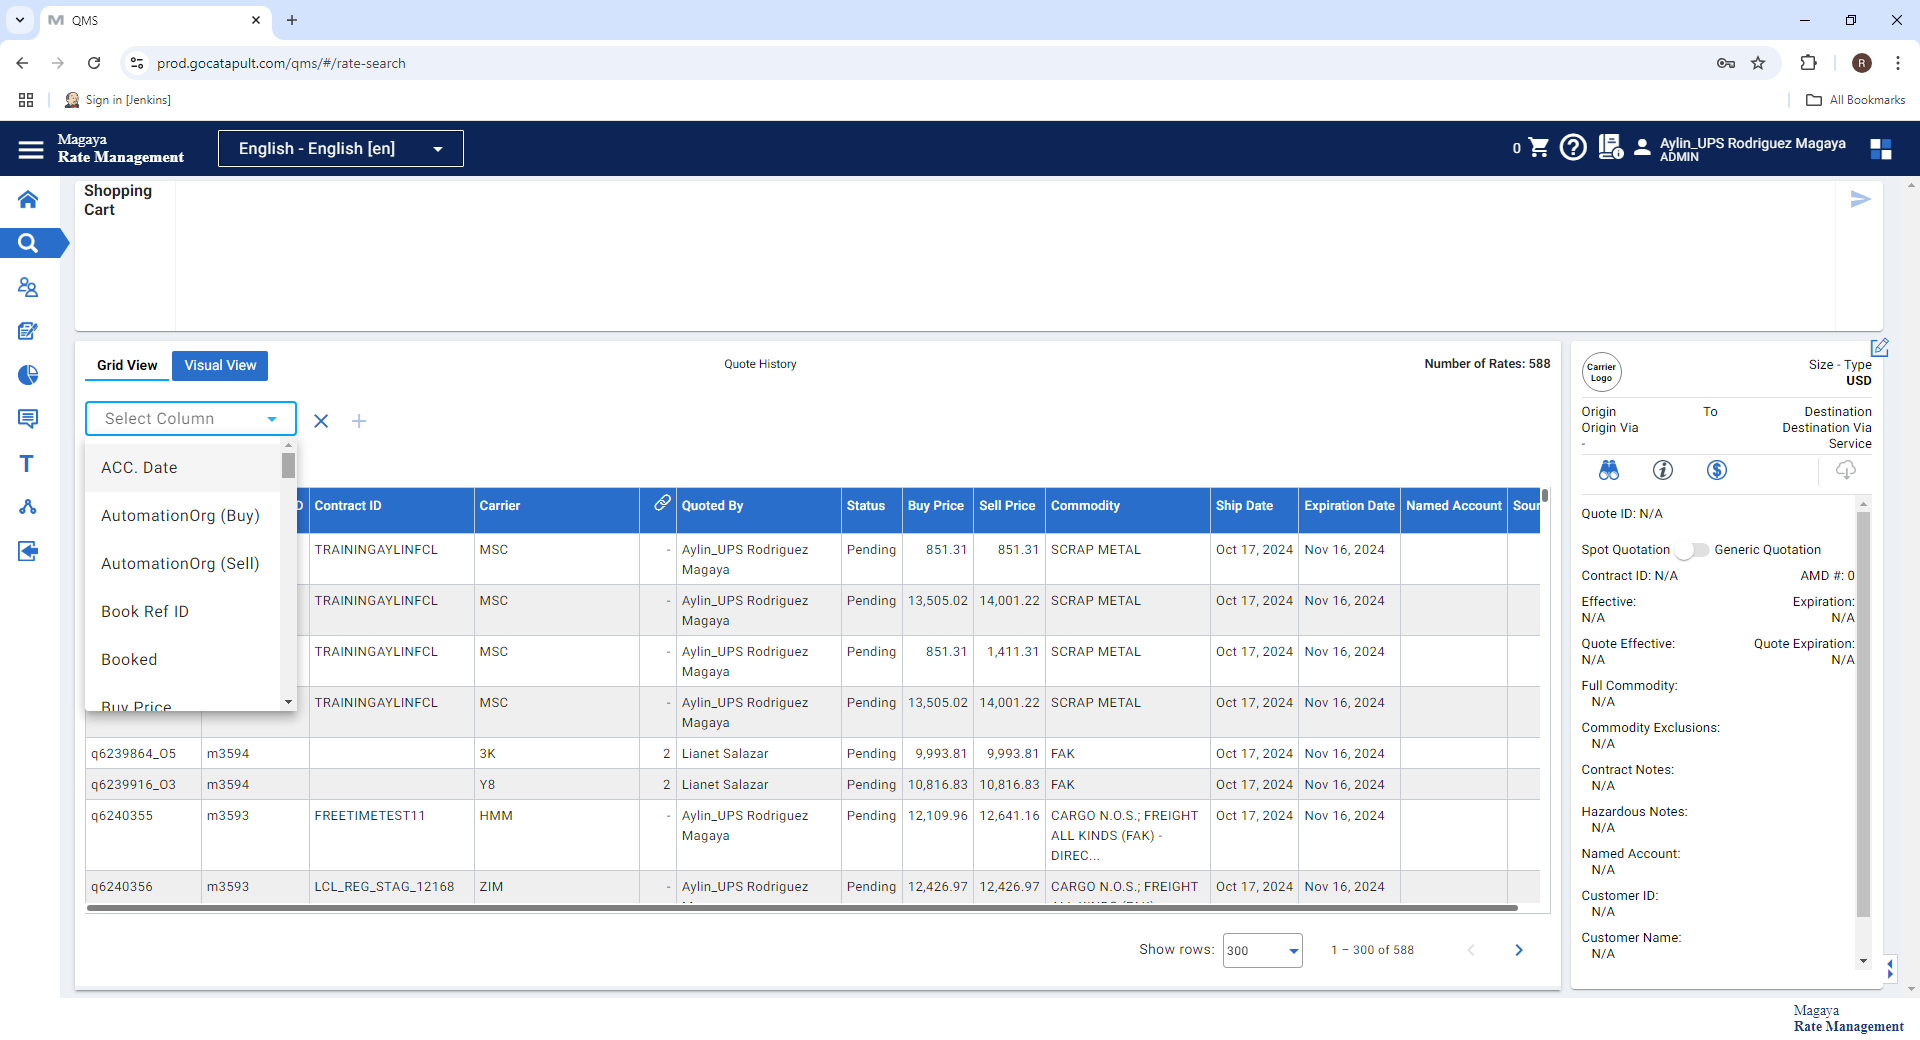 QMS
prod.gocatapult.com/qms/#/rate-search
R
Sign in [Jenkins]
All Bookmarks
Magaya
Rate Management
English - English [en]
0
Aylin_UPS Rodriguez Magaya
ADMIN
Shopping
Cart
Grid View
Visual View
Quote History
Number of Rates: 588
Select Column
ACC. Date
AutomationOrg (Buy)
AutomationOrg (Sell)
Book Ref ID
Booked
Buy Price
D Contract ID Carrier Quoted By Status Buy Price Sell Price Commodity Ship Date Expiration Date Named Account Sour
TRAININGAYLINFCL MSC - Aylin_UPS Rodriguez Pending 851.31 851.31 SCRAP METAL Oct 17, 2024 Nov 16, 2024
Magaya
TRAININGAYLINFCL MSC - Aylin_UPS Rodriguez Pending 13,505.02 14,001.22 SCRAP METAL Oct 17, 2024 Nov 16, 2024
Magaya
TRAININGAYLINFCL MSC - Aylin_UPS Rodriguez Pending 851.31 1,411.31 SCRAP METAL Oct 17, 2024 Nov 16, 2024
Magaya
TRAININGAYLINFCL MSC - Aylin_UPS Rodriguez Pending 13,505.02 14,001.22 SCRAP METAL Oct 17, 2024 Nov 16, 2024
Magaya
q6239864_O5 m3594 3K 2 Lianet Salazar Pending 9,993.81 9,993.81 FAK Oct 17, 2024 Nov 16, 2024
q6239916_O3 m3594 Y8 2 Lianet Salazar Pending 10,816.83 10,816.83 FAK Oct 17, 2024 Nov 16, 2024
q6240355 m3593 FREETIMETEST11 HMM - Aylin_UPS Rodriguez Pending 12,109.96 12,641.16 CARGO N.O.S.; FREIGHT Oct 17, 2024 Nov 16, 2024
Magaya ALL KINDS (FAK) -
DIREC...
q6240356 m3593 LCL_REG_STAG_12168 ZIM - Aylin_UPS Rodriguez Pending 12,426.97 12,426.97 CARGO N.O.S.; FREIGHT Oct 17, 2024 Nov 16, 2024
Show rows: 300 1 – 300 of 588
Carrier
Logo
Size - Type
USD
Origin To Destination
Origin Via Destination Via
- Service
Quote ID: N/A
Spot Quotation Generic Quotation
Contract ID: N/A AMD #: 0
Effective: Expiration:
N/A N/A
Quote Effective: Quote Expiration:
N/A N/A
Full Commodity:
N/A
Commodity Exclusions:
N/A
Contract Notes:
N/A
Hazardous Notes:
N/A
Named Account:
N/A
Customer ID:
N/A
Customer Name:
N/A
Magaya
Rate Management